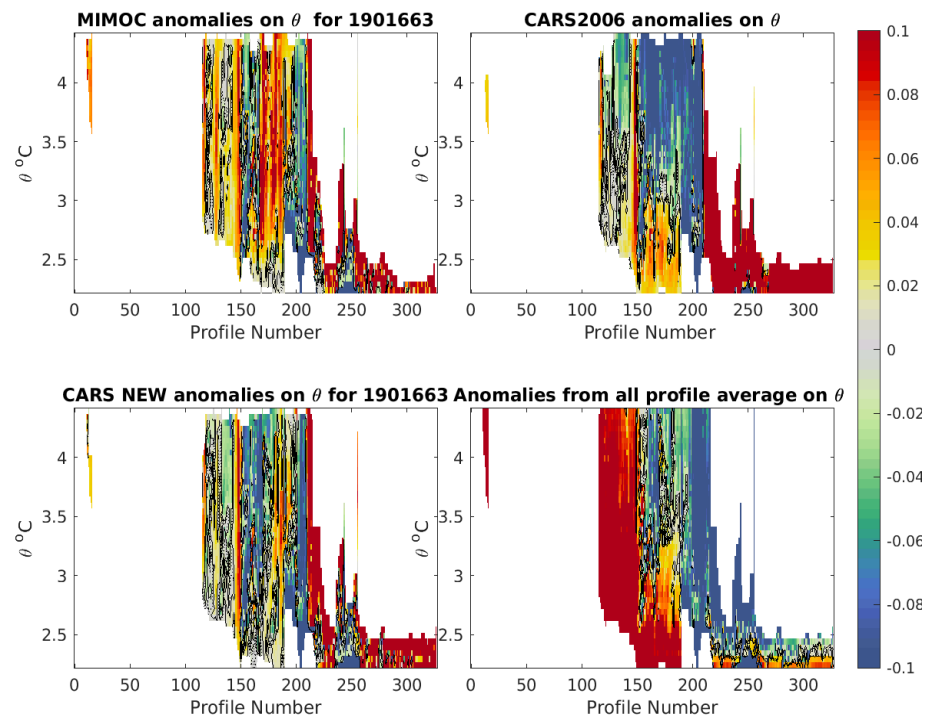 MIMOC anomalies on θ for 1901663
CARS2006 anomalies on θ
4
3.5
3
2.5
θ °C
0 50 100 150 200 250 300
Profile Number
4
3.5
3
2.5
θ °C
0 50 100 150 200 250 300
Profile Number
CARS NEW anomalies on θ for 1901663
Anomalies from all profile average on θ
4
3.5
3
2.5
θ °C
0 50 100 150 200 250 300
Profile Number
4
3.5
3
2.5
θ °C
0 50 100 150 200 250 300
Profile Number
0.1
0.08
0.06
0.04
0.02
0
-0.02
-0.04
-0.06
-0.08
-0.1